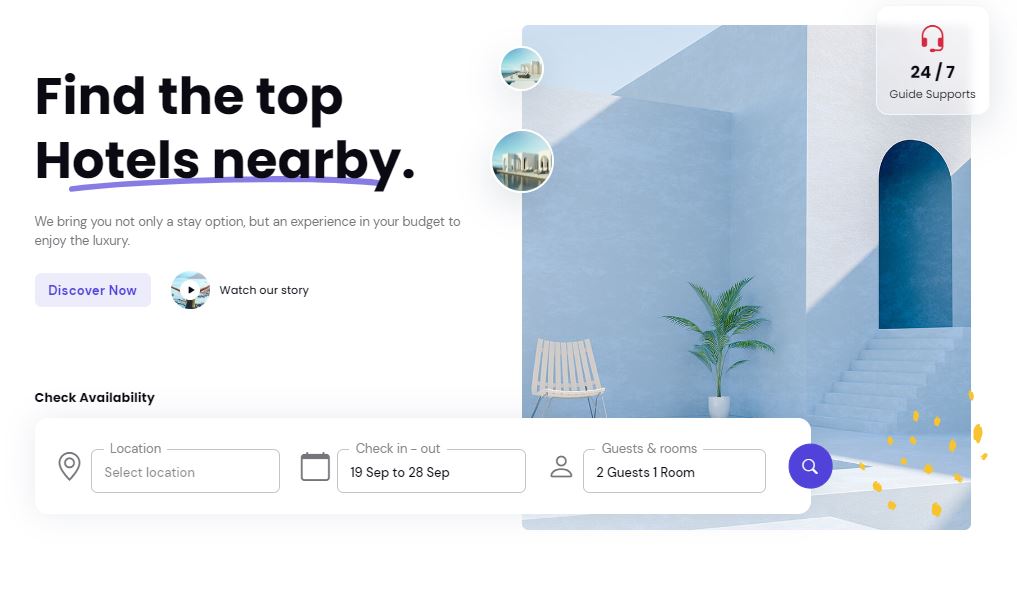 Find the top
Hotels nearby.
We bring you not only a stay option, but an experience in your budget to
enjoy the luxury.
Discover Now
Watch our story
24 / 7
Guide Supports
Check Availability
Location
Select location
Check in - out
19 Sep to 28 Sep
Guests & rooms
2 Guests 1 Room